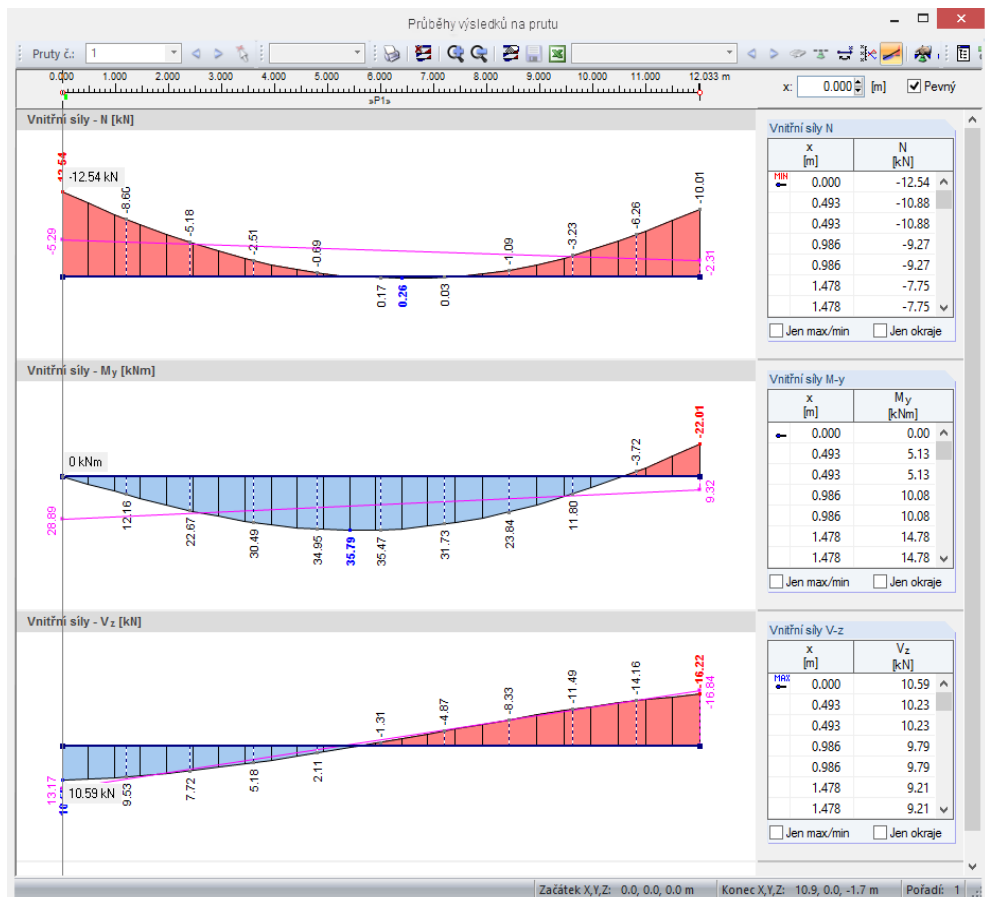 Průběhy výsledků na prutu
Pruty č.: 1
0.000 1.000 2.000 3.000 4.000 5.000 6.000 7.000 8.000 9.000 10.000 11.000 12.033 m
»P1»
x: 0.000 [m] Pevný
Vnitřní síly - N [kN]
-12.54 kN
-8.60
-5.18
-2.51
-0.69
0.17
0.26
0.03
-1.09
-3.23
-6.26
-10.01
-5.29
-2.31
Vnitřní síly N
x N
[m] [kN]
MIN 0.000 -12.54
0.493 -10.88
0.493 -10.88
0.986 -9.27
0.986 -9.27
1.478 -7.75
1.478 -7.75
Jen max/min Jen okraje
Vnitřní síly - My [kNm]
0 kNm
12.16
22.67
30.49
34.95
35.79
35.47
31.73
23.84
11.80
-3.72
-22.01
28.89
9.32
Vnitřní síly M-y
x My
[m] [kNm]
0.000 0.00
0.493 5.13
0.493 5.13
0.986 10.08
0.986 10.08
1.478 14.78
1.478 14.78
Jen max/min Jen okraje
Vnitřní síly - Vz [kN]
10.59 kN
9.53
7.72
5.18
2.11
-1.31
-4.87
-8.33
-11.49
-14.16
-16.22
13.17
-16.84
Vnitřní síly V-z
x Vz
[m] [kN]
MAX 0.000 10.59
0.493 10.23
0.493 10.23
0.986 9.79
0.986 9.79
1.478 9.21
1.478 9.21
Jen max/min Jen okraje
Začátek X,Y,Z: 0.0, 0.0, 0.0 m Konec X,Y,Z: 10.9, 0.0, -1.7 m Pořadí: 1